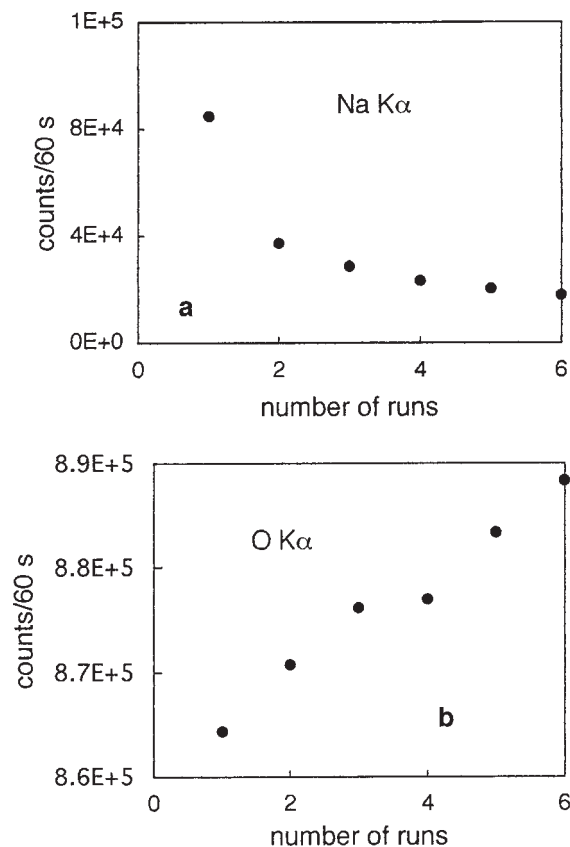 1E+5
8E+4
4E+4
0E+0
counts/60 s
Na Kα
a
0 2 4 6
number of runs
8.9E+5
8.8E+5
8.7E+5
8.6E+5
counts/60 s
O Kα
b
0 2 4 6
number of runs